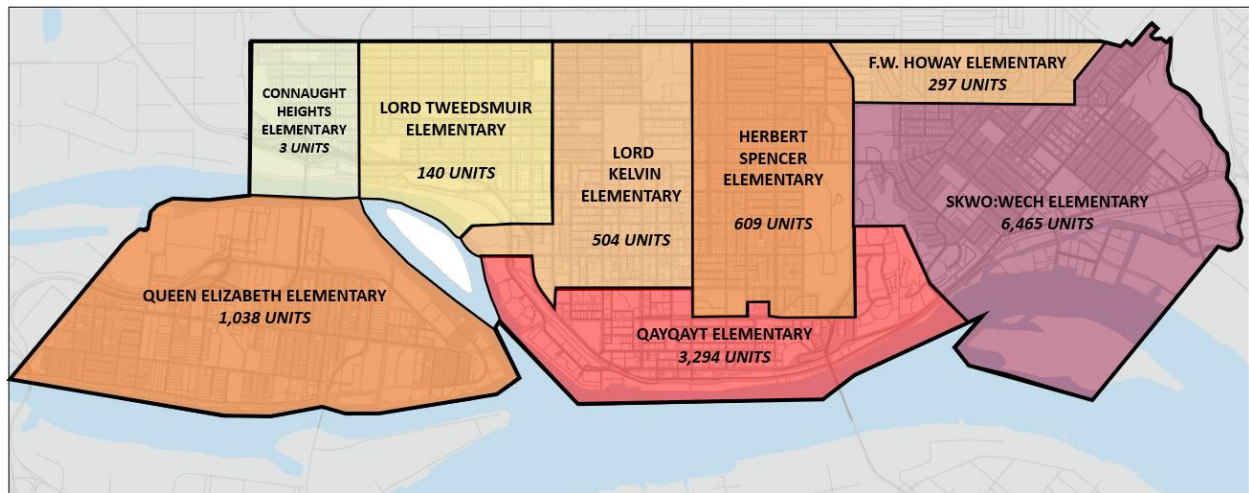 CONNAUGHT
HEIGHTS
ELEMENTARY
3 UNITS
LORD TWEEDSMUIR
ELEMENTARY
140 UNITS
LORD
KELVIN
ELEMENTARY
504 UNITS
HERBERT
SPENCER
ELEMENTARY
609 UNITS
F.W. HOWAY ELEMENTARY
297 UNITS
SKWO:WECH ELEMENTARY
6,465 UNITS
QUEEN ELIZABETH ELEMENTARY
1,038 UNITS
QAYQAYT ELEMENTARY
3,294 UNITS